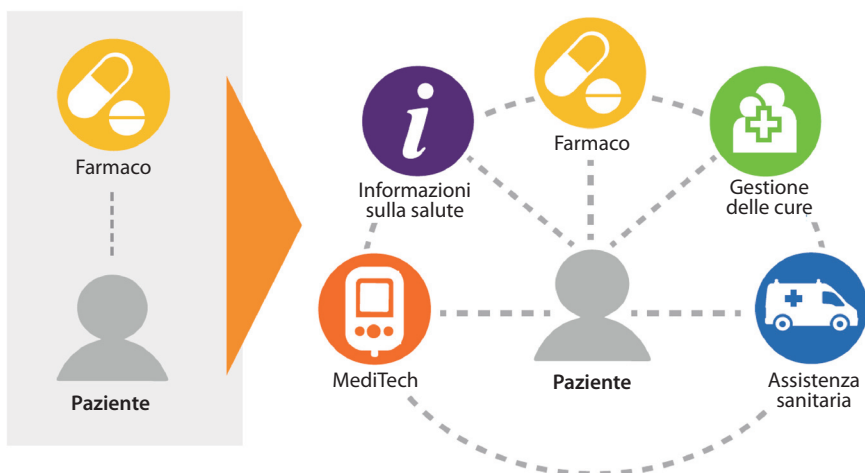 Farmaco
Paziente
Farmaco
Informazioni
sulla salute
Gestione
delle cure
MediTech
Paziente
Assistenza
sanitaria